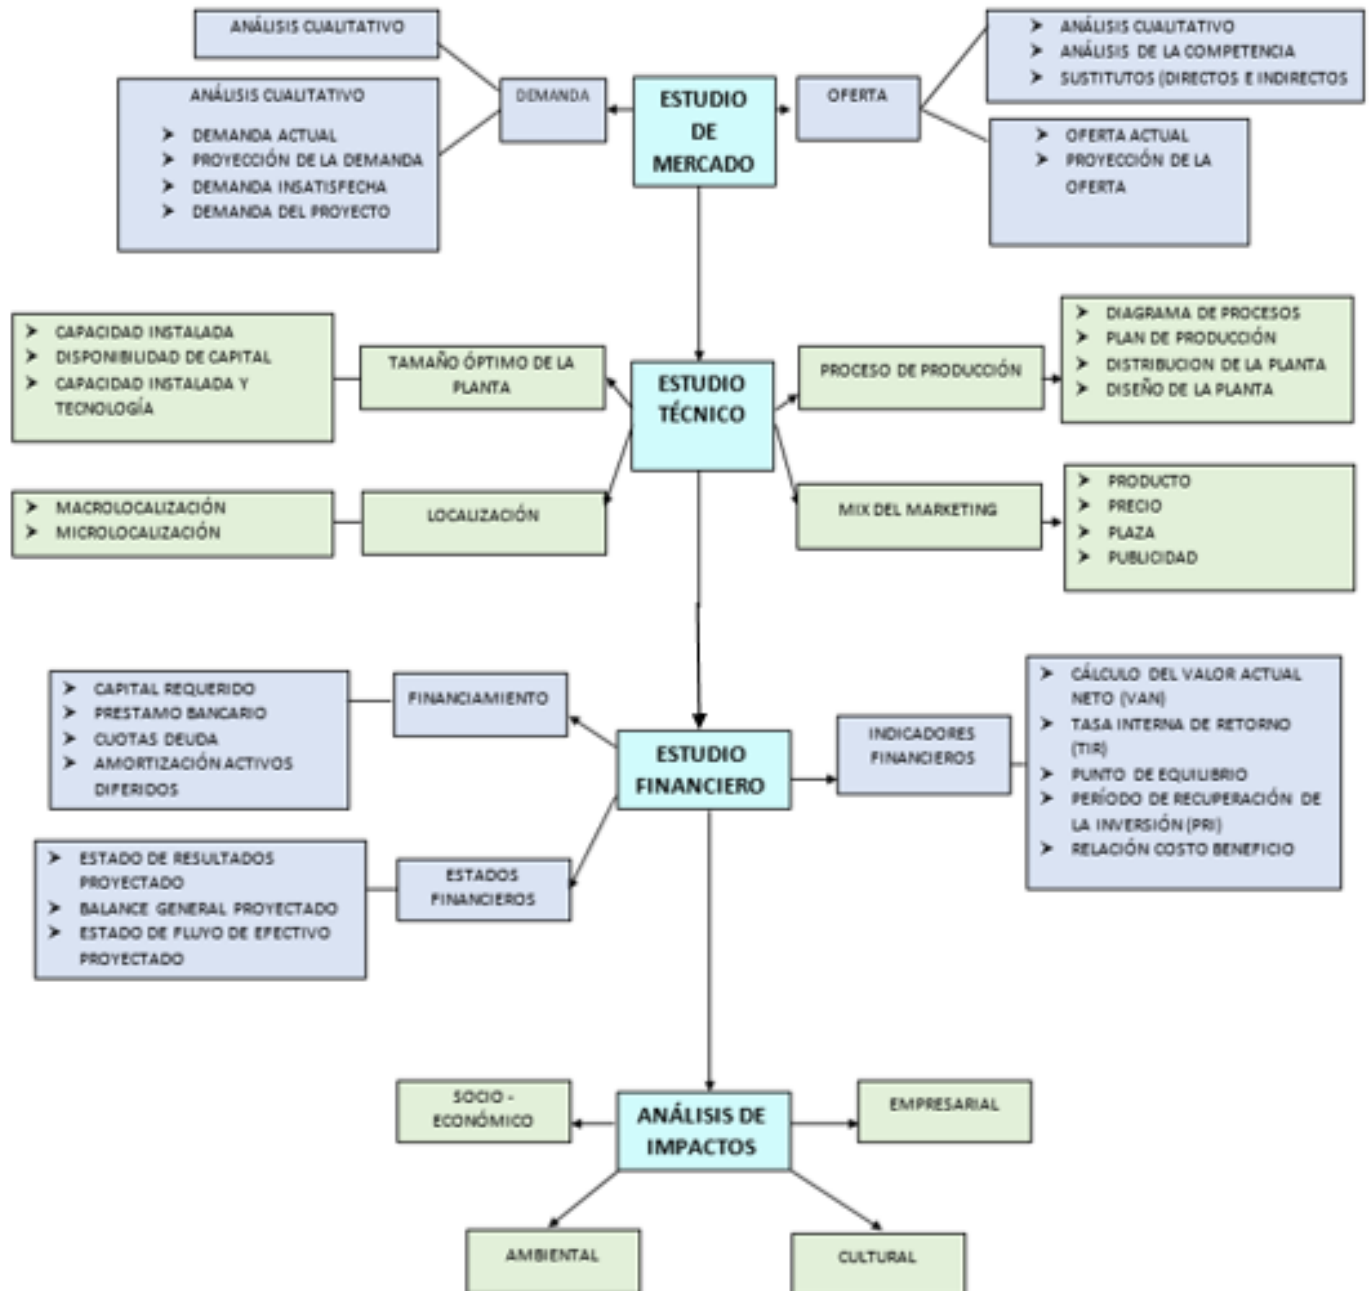 ANÁLISIS CUALITATIVO
ANÁLISIS CUALITATIVO
➤ DEMANDA ACTUAL
➤ PROYECCIÓN DE LA DEMANDA
➤ DEMANDA INSATISFECHA
➤ DEMANDA DEL PROYECTO
DEMANDA
ESTUDIO
DE
MERCADO
OFERTA
➤ ANÁLISIS CUALITATIVO
➤ ANÁLISIS DE LA COMPETENCIA
➤ SUSTITUTOS (DIRECTOS E INDIRECTOS
➤ OFERTA ACTUAL
➤ PROYECCIÓN DE LA
OFERTA
➤ CAPACIDAD INSTALADA
➤ DISPONIBILIDAD DE CAPITAL
➤ CAPACIDAD INSTALADA Y
TECNOLOGÍA
TAMAÑO ÓPTIMO DE LA
PLANTA
ESTUDIO
TÉCNICO
PROCESO DE PRODUCCIÓN
➤ DIAGRAMA DE PROCESOS
➤ PLAN DE PRODUCCIÓN
➤ DISTRIBUCION DE LA PLANTA
➤ DISEÑO DE LA PLANTA
➤ MACROLOCALIZACIÓN
➤ MICROLOCALIZACIÓN
LOCALIZACIÓN
MIX DEL MARKETING
➤ PRODUCTO
➤ PRECIO
➤ PLAZA
➤ PUBLICIDAD
➤ CAPITAL REQUERIDO
➤ PRESTAMO BANCARIO
➤ CUOTAS DEUDA
➤ AMORTIZACIÓN ACTIVOS
DIFERIDOS
FINANCIAMIENTO
ESTUDIO
FINANCIERO
INDICADORES
FINANCIEROS
➤ CÁLCULO DEL VALOR ACTUAL
NETO (VAN)
➤ TASA INTERNA DE RETORNO
(TIR)
➤ PUNTO DE EQUILIBRIO
➤ PERÍODO DE RECUPERACIÓN DE
LA INVERSIÓN (PRI)
➤ RELACIÓN COSTO BENEFICIO
➤ ESTADO DE RESULTADOS
PROYECTADO
➤ BALANCE GENERAL PROYECTADO
➤ ESTADO DE FLUYO DE EFECTIVO
PROYECTADO
ESTADOS
FINANCIEROS
SOCIO -
ECONÓMICO
ANÁLISIS DE
IMPACTOS
EMPRESARIAL
AMBIENTAL
CULTURAL